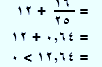 = ١٦/٢٥ + ١٢
= ٠,٦٤ + ١٢
= ١٢,٦٤ > ٠